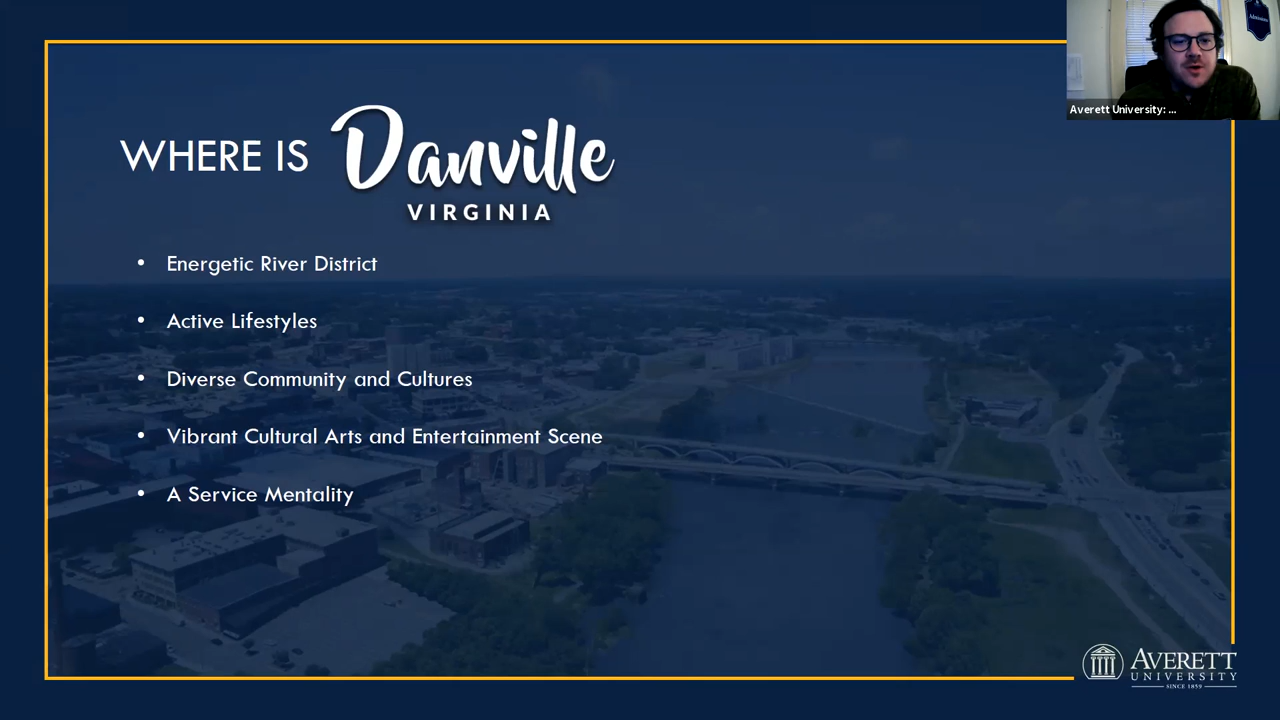 Admissions
Averett University: ...
WHERE IS Danville
VIRGINIA
• Energetic River District
• Active Lifestyles
• Diverse Community and Cultures
• Vibrant Cultural Arts and Entertainment Scene
• A Service Mentality
AVERETT
UNIVERSITY
SINCE 1859